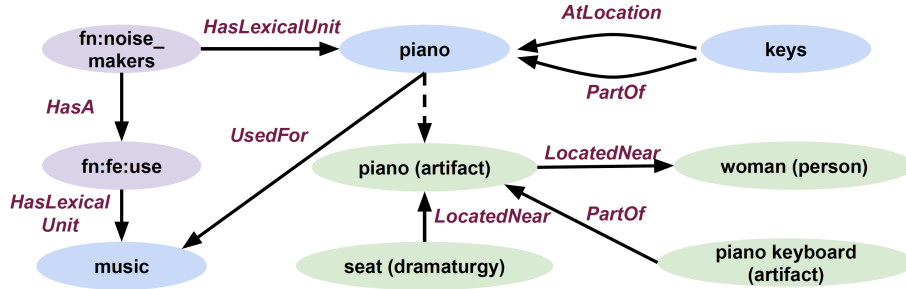 fn:noise_
makers
HasLexicalUnit
piano
AtLocation
keys
PartOf
HasA
UsedFor
fn:fe:use
piano (artifact)
LocatedNear
woman (person)
HasLexical
Unit
LocatedNear
PartOf
music
seat (dramaturgy)
piano keyboard
(artifact)